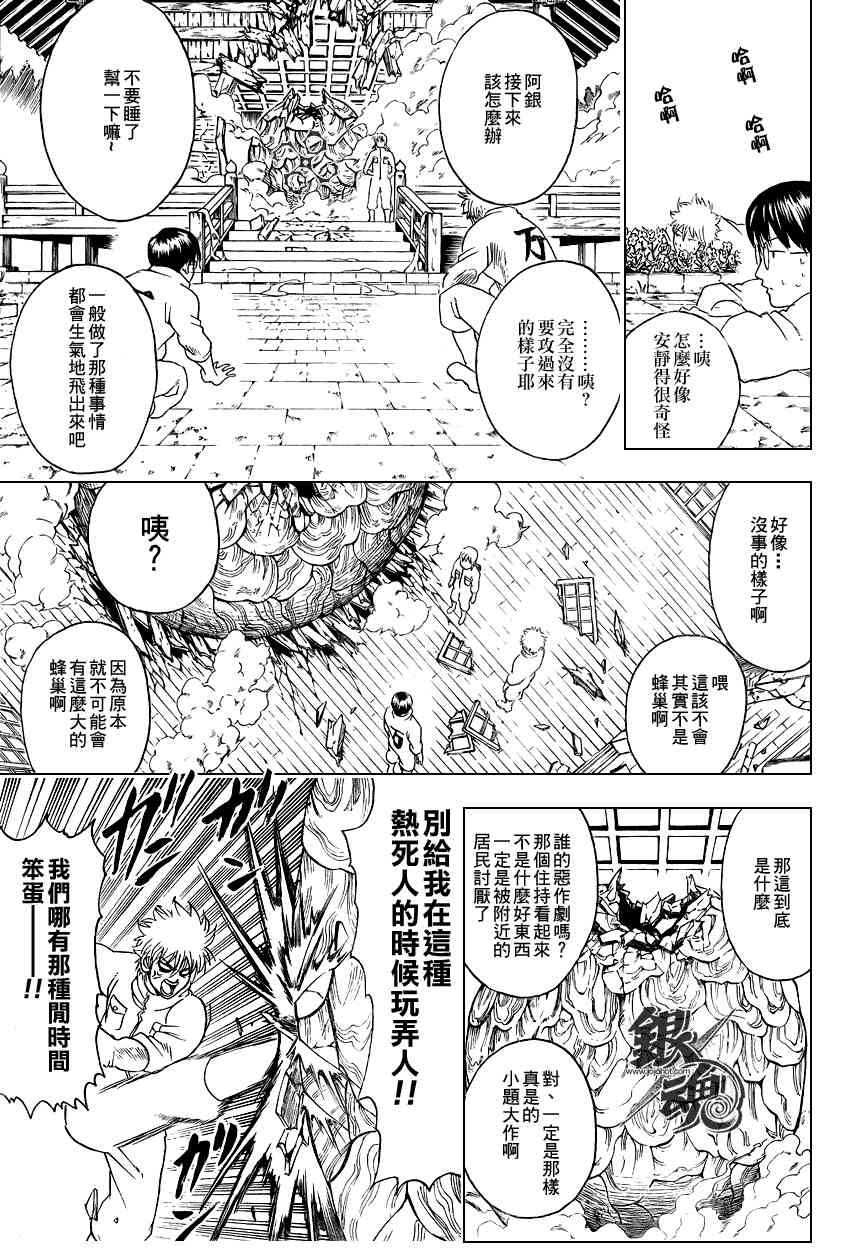 哈啊
哈啊
哈啊
…咦
怎麼好像
安靜得很奇怪
阿銀
接下來
該怎麼辦
………咦?
完全沒有
要攻過來
的樣子耶
不要睡了
幫一下嘛~
一般做了那種事情
都會生氣地飛出來吧
好像…
沒事的樣子啊
喂
這該不會
其實不是
蜂巢啊
咦?
因為原本
就不可能會
有這麼大的
蜂巢啊
那這到底
是什麼
誰的惡作劇嗎?
那個住持看起來
不是什麼好東西
一定是被附近的
居民討厭了
對、一定是那樣
真是的
小題大作啊
銀魂
www.jojohot.com
別給我在這種
熱死人的時候玩弄人!!
ガッ
ガン
我們哪有那種閒時間
笨蛋——!!